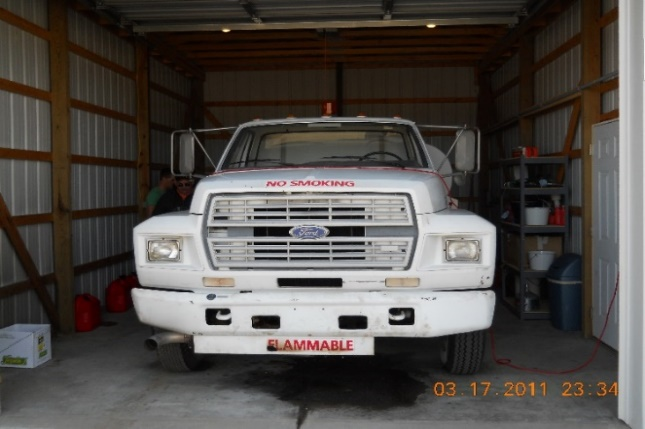 NO SMOKING
Ford
FLAMMABLE
03.17.2011 23:34